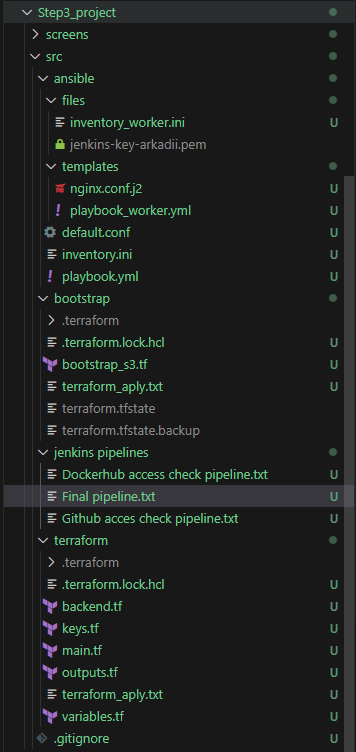 Step3_project
screens
src
ansible
files
inventory_worker.ini U
jenkins-key-arkadii.pem
templates
nginx.conf.j2 U
! playbook_worker.yml U
default.conf U
inventory.ini U
! playbook.yml U
bootstrap
.terraform
.terraform.lock.hcl U
bootstrap_s3.tf U
terraform_aply.txt U
terraform.tfstate
terraform.tfstate.backup
jenkins pipelines
Dockerhub access check pipeline.txt U
Final pipeline.txt U
Github acces check pipeline.txt U
terraform
.terraform
.terraform.lock.hcl U
backend.tf U
keys.tf U
main.tf U
outputs.tf U
terraform_aply.txt U
variables.tf U
.gitignore U